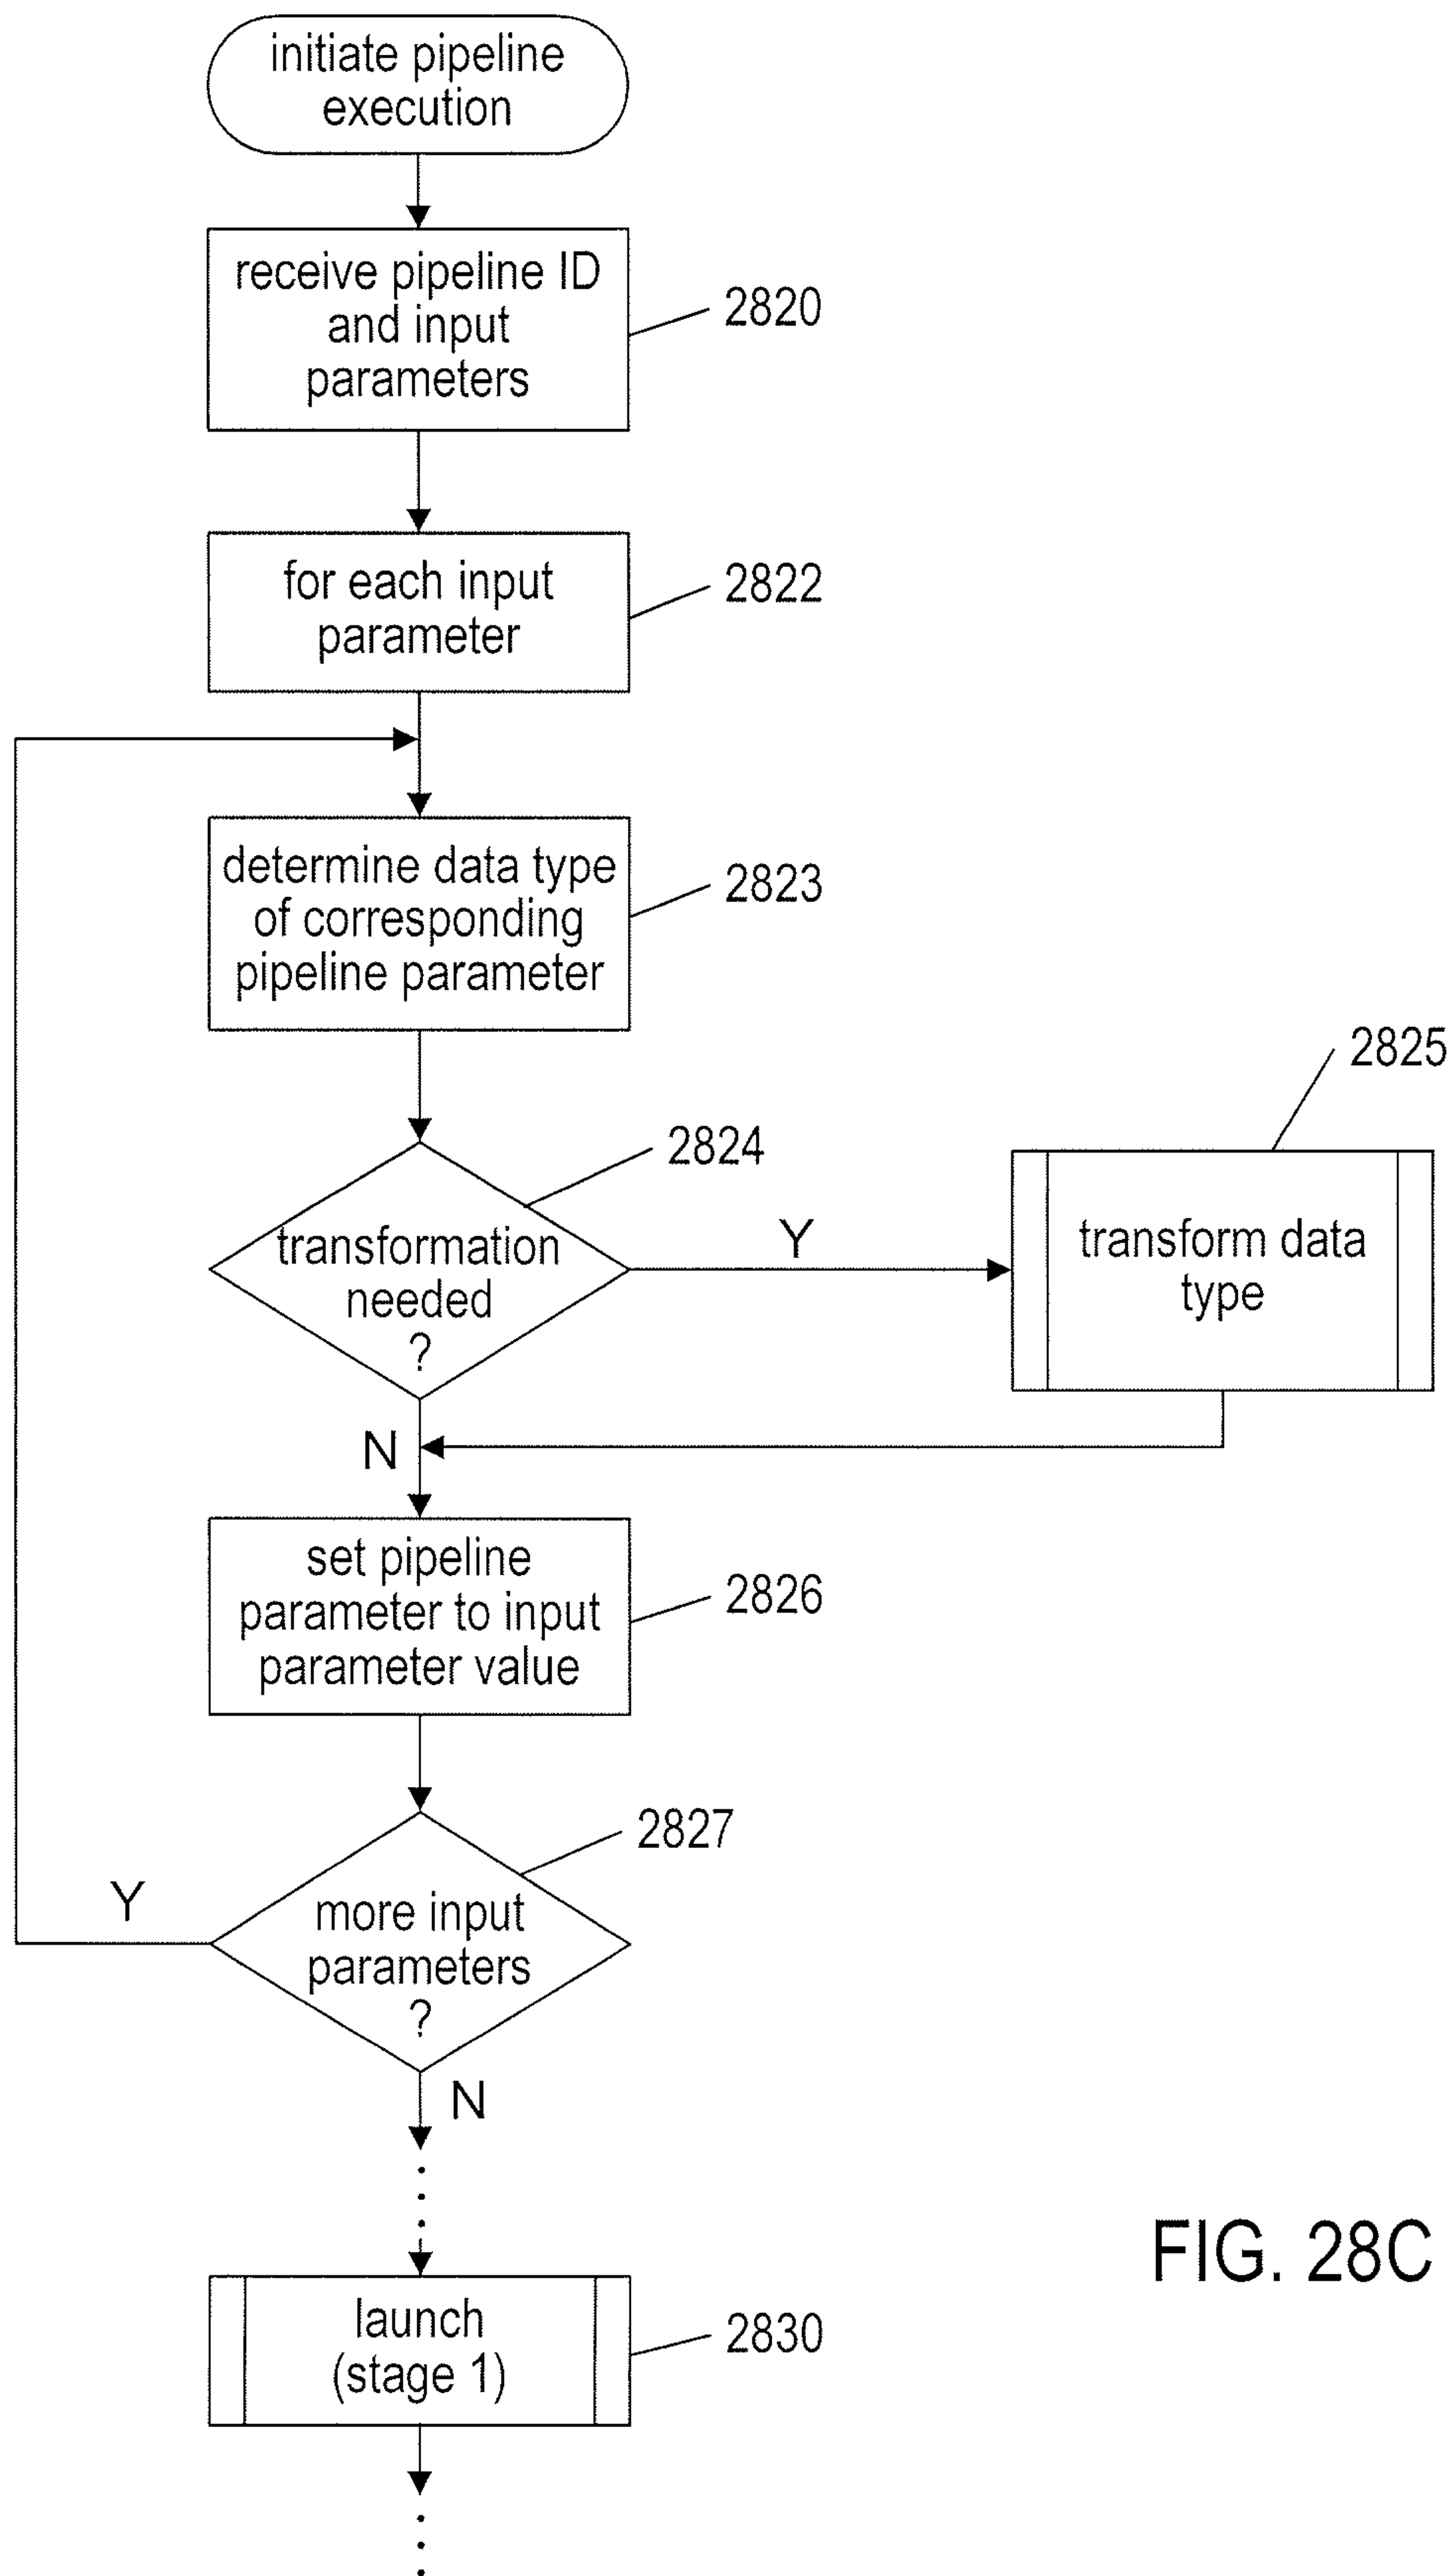 initiate pipeline
execution
receive pipeline ID
and input
parameters
2820
for each input
parameter
2822
determine data type
of corresponding
pipeline parameter
2823
2824
transformation
needed
?
Y
2825
transform data
type
N
set pipeline
parameter to input
parameter value
2826
2827
more input
parameters
?
Y
N
launch
(stage 1)
2830
FIG. 28C